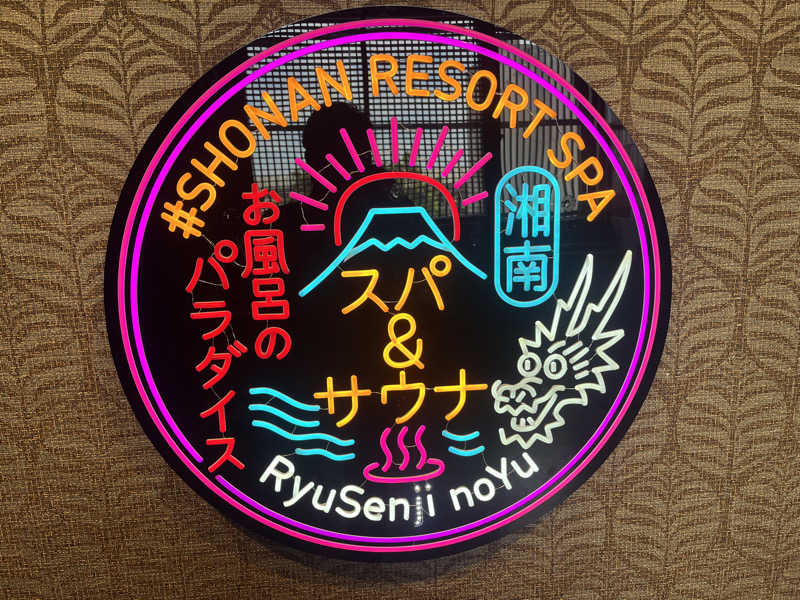 #SHONAN RESORT SPA
湘南
お風呂の
パラダイス
スパ
&
サウナ
RyuSenji noYu